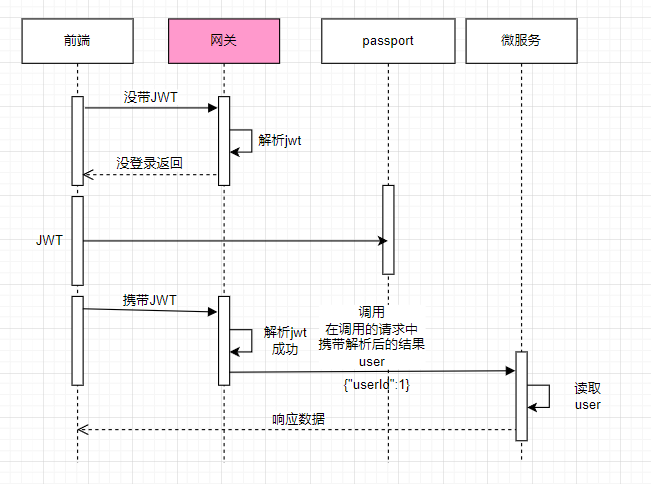 前端
网关
passport
微服务
没带JWT
解析jwt
没登录返回
JWT
携带JWT
解析jwt
成功
调用
在调用的请求中
携带解析后的结果
user
{"userId":1}
读取
user
响应数据